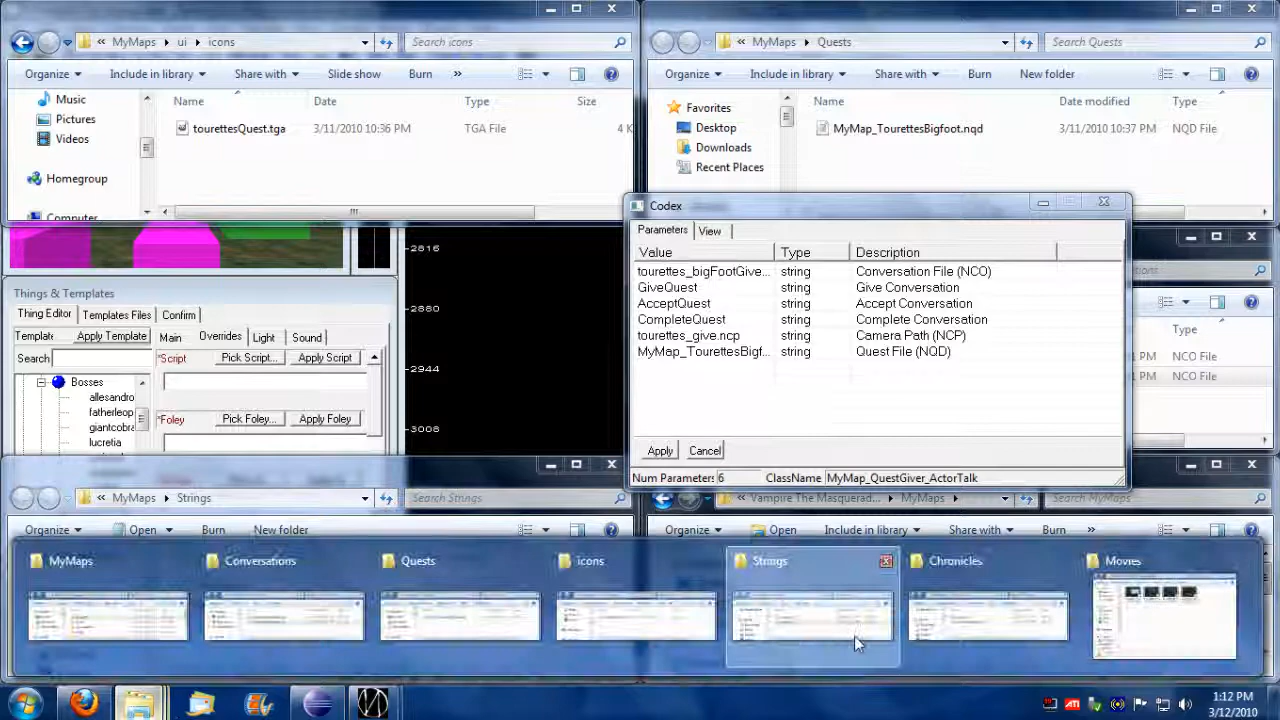 MyMaps ui icons
Search icons
Organize Include in library Share with Slide show Burn »
Music
Pictures
Videos
Homegroup
Computer
Name Date Type Size
tourettesQuest.tga 3/11/2010 10:36 PM TGA File 4 K
MyMaps Quests
Search Quests
Organize Include in library Share with Burn New folder
Favorites
Desktop
Downloads
Recent Places
Name Date modified Type
MyMap_TourettesBigfoot.nqd 3/11/2010 10:37 PM NQD File
Codex
Parameters View
Value Type Description
tourettes_bigFootGive... string Conversation File (NCO)
GiveQuest string Give Conversation
AcceptQuest string Accept Conversation
CompleteQuest string Complete Conversation
tourettes_give.ncp string Camera Path (NCP)
MyMap_TourettesBigf... string Quest File (NQD)
Apply Cancel
Num Parameters 6 ClassName MyMap_QuestGiver_ActorTalk
Type
PM NCO File
PM NCO File
2816
2880
2944
3008
Things & Templates
Thing Editor Templates Files Confirm
Template Apply Template Main Overrides Light Sound
Search
*Script Pick Script... Apply Script
*Foley Pick Foley... Apply Foley
Bosses
allesandro
fatherleop
giantcobra
lucretia
MyMaps Strings
Search Strings
Organize Open Burn New folder
Vampire The Masquerad... MyMaps
Search MyMaps
Organize Open Include in library Share with Burn »
MyMaps Conversations Quests icons Strings Chronicles Movies
1:12 PM
3/12/2010